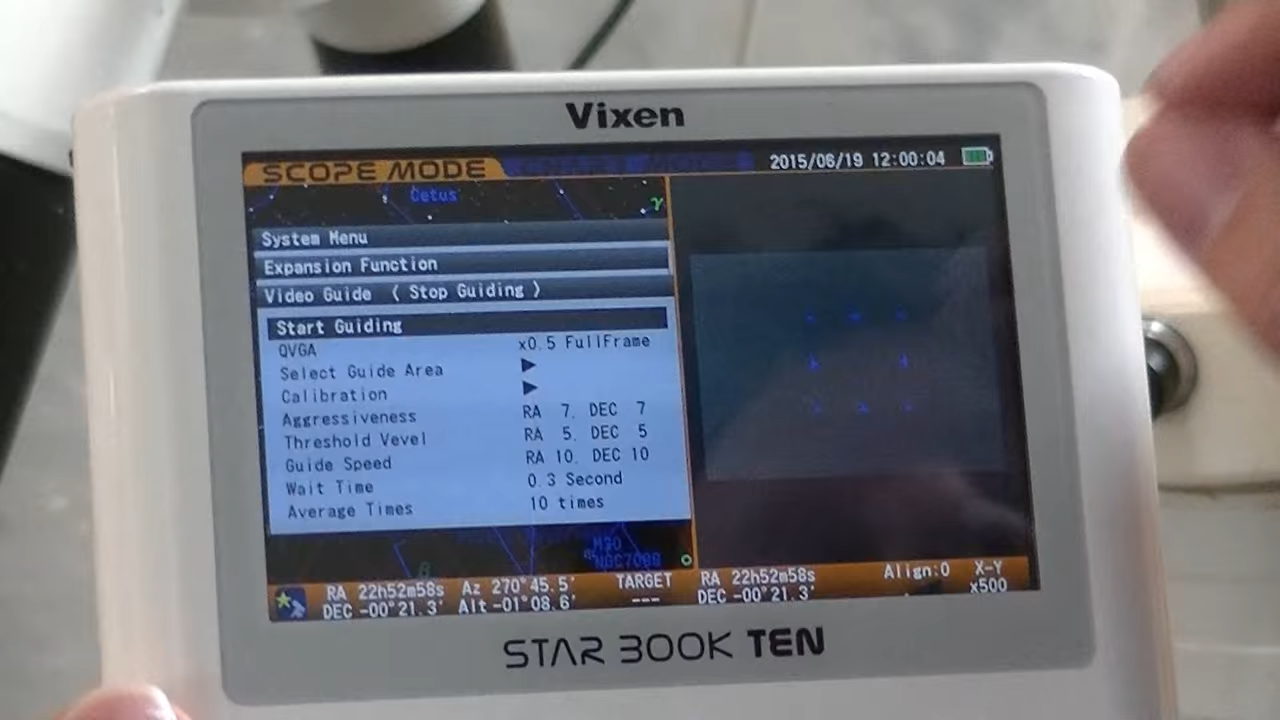 Vixen
SCOPE MODE
2015/06/19 12:00:04
Cetus
γ
System Menu
Expansion Function
Video Guide ⟨ Stop Guiding ⟩
Start Guiding
QVGA x0.5 FullFrame
Select Guide Area ▶
Calibration ▶
Aggressiveness RA 7. DEC 7
Threshold Vevel RA 5. DEC 5
Guide Speed RA 10. DEC 10
Wait Time 0.3 Second
Average Times 10 times
β
RA 22h52m58s Az 270°45.5' TARGET
DEC -00°21.3' Alt -01°08.6' ---
RA 22h52m58s Align:0 X-Y
DEC -00°21.3' x500
STAR BOOK TEN